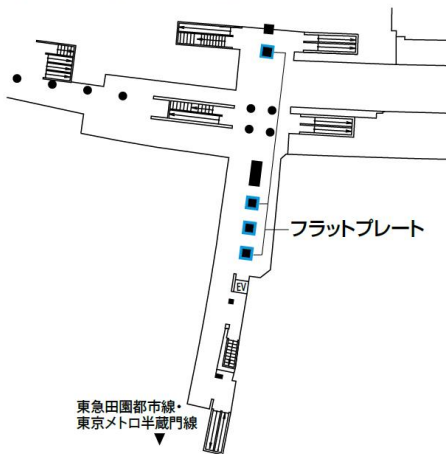 フラットプレート
EV
東急田園都市線・
東京メトロ半蔵門線